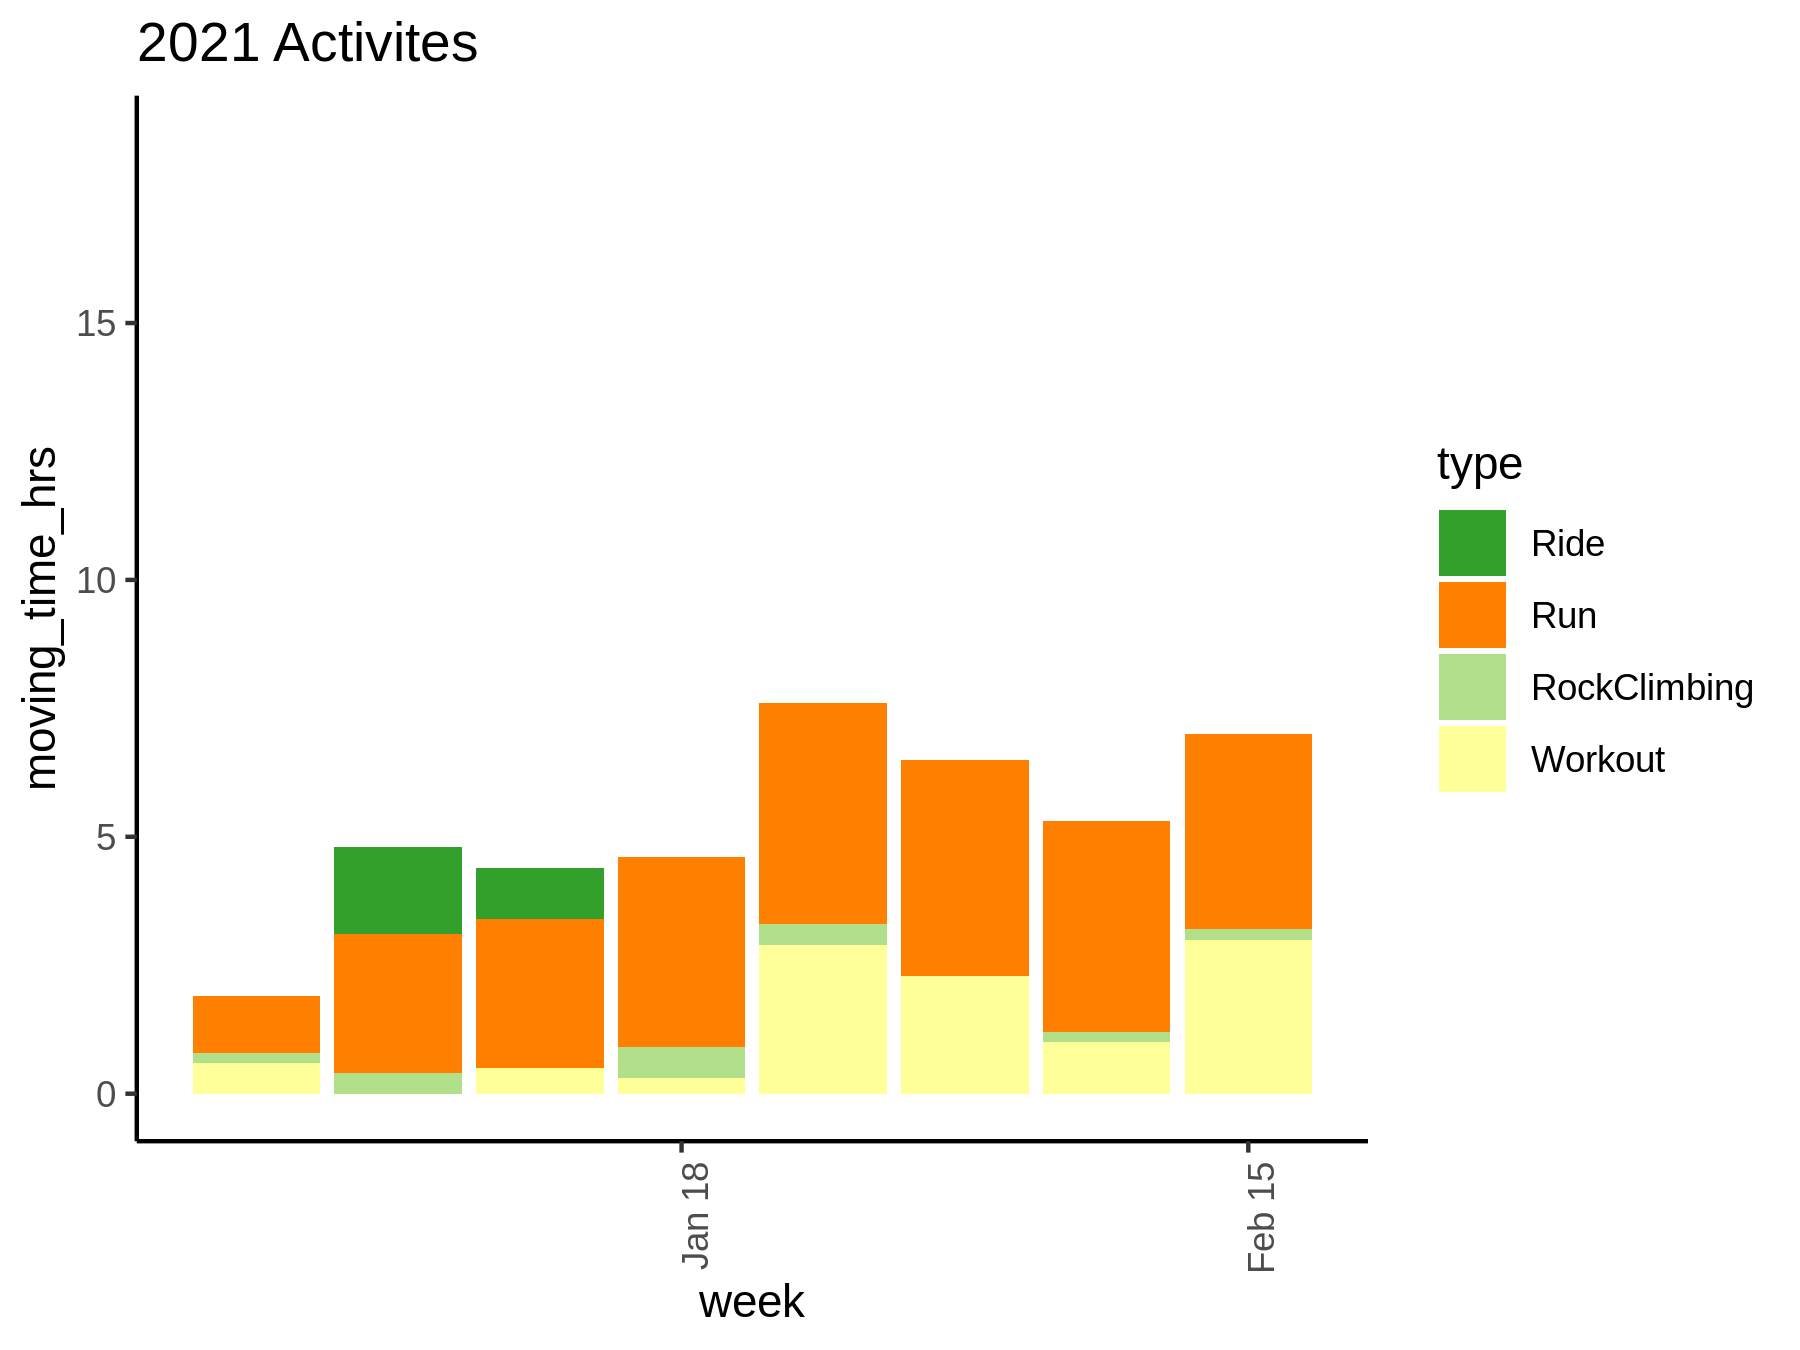 2021 Activites
moving_time_hrs
15
10
5
0
Jan 18
Feb 15
week
type
Ride
Run
RockClimbing
Workout